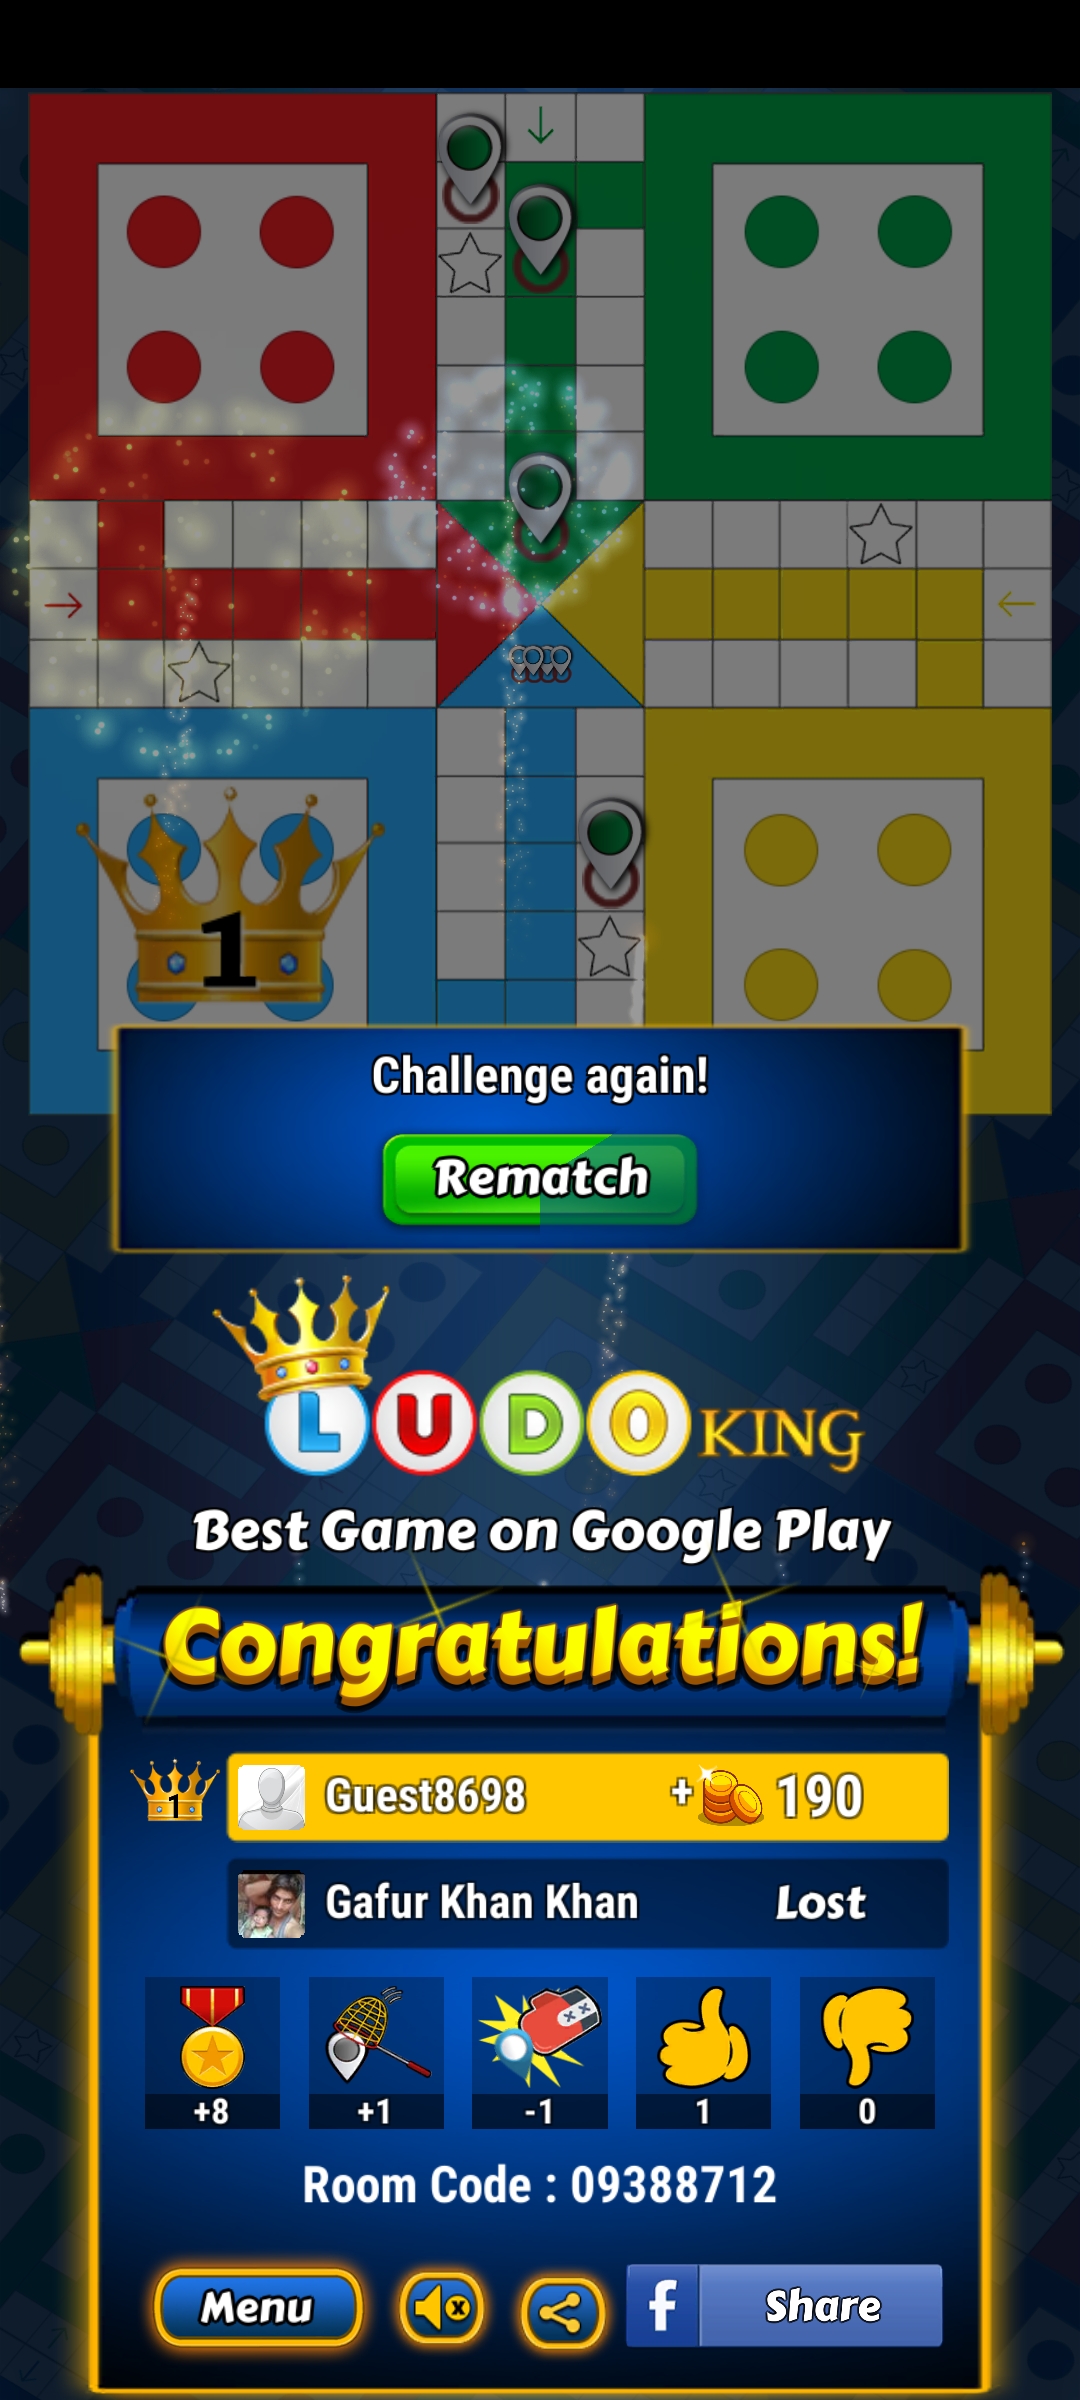 1
Challenge again!
Rematch
LUDO KING
Best Game on Google Play
Congratulations!
1 Guest8698 + 190
Gafur Khan Khan Lost
+8 +1 -1 1 0
Room Code : 09388712
Menu f Share